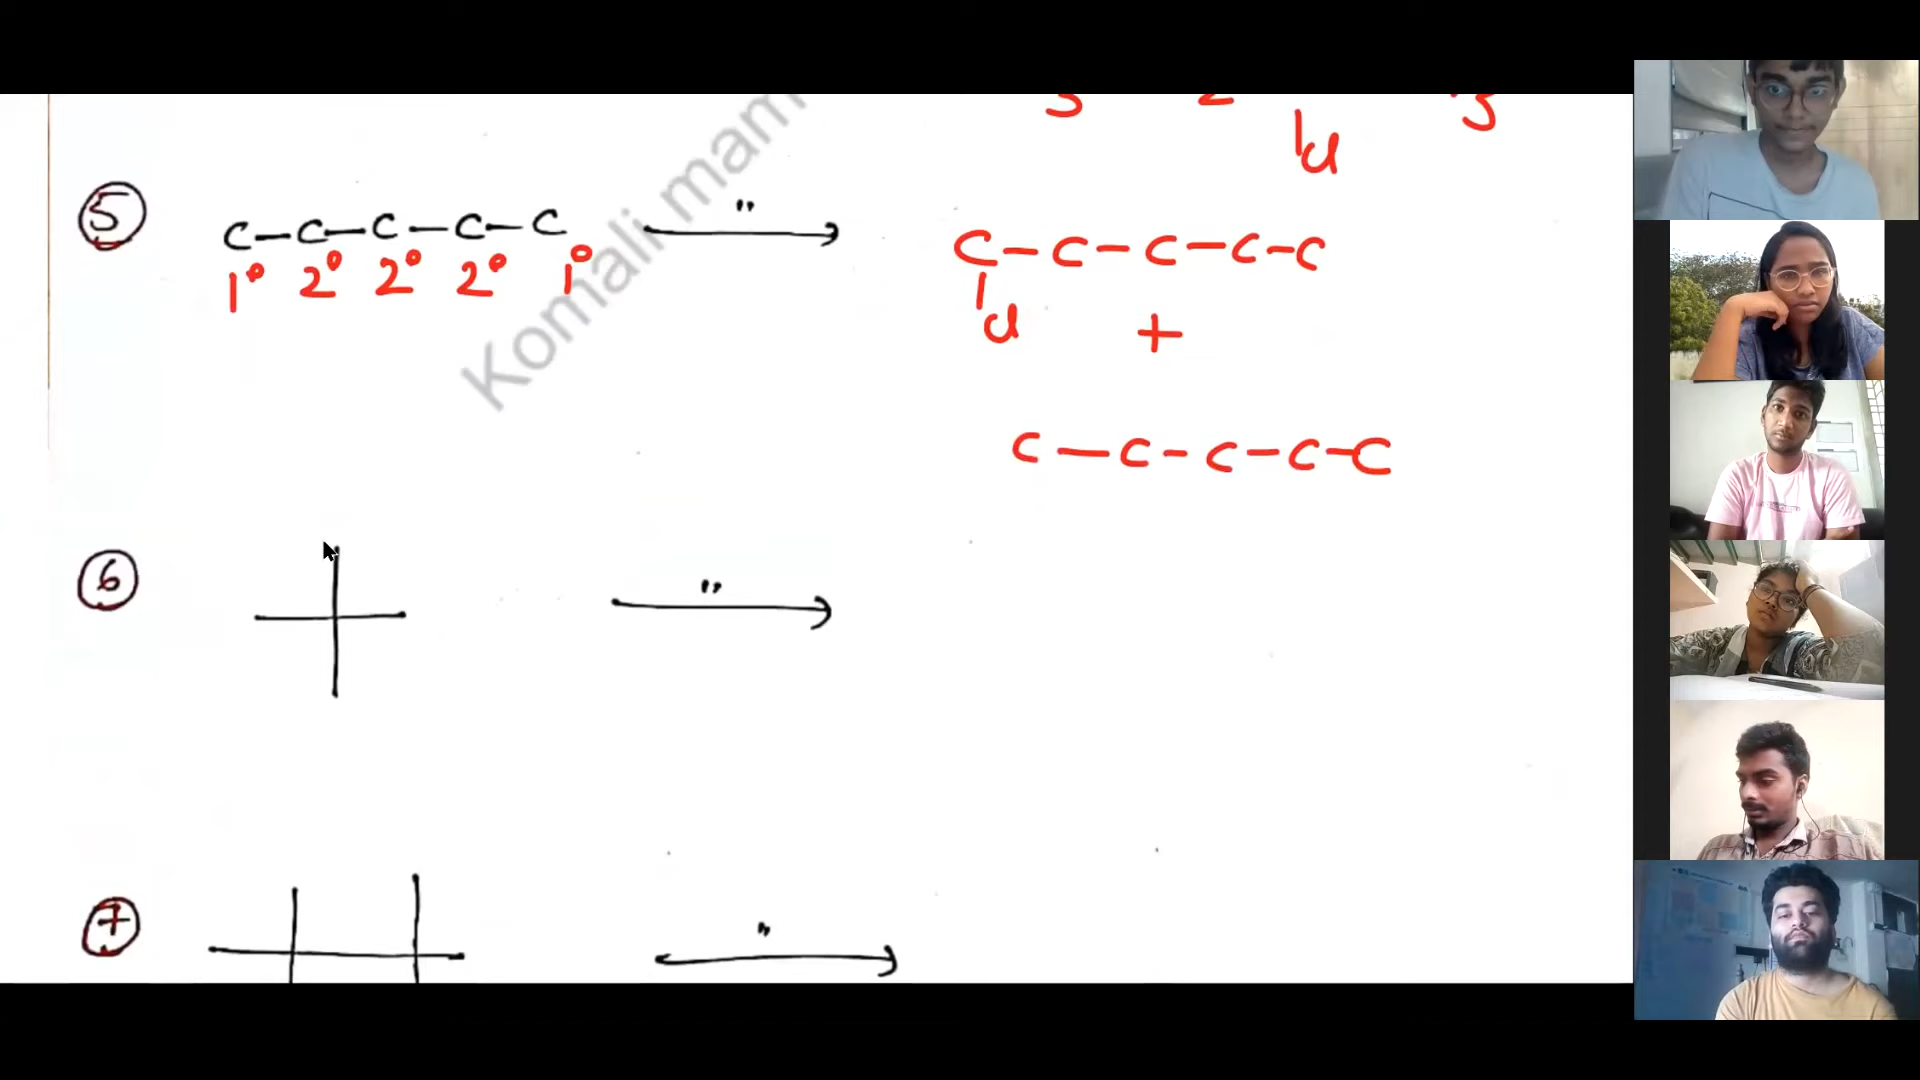 3 2 3
Cl
⑤ C-C-C-C-C " → C-C-C-C-C
1° 2° 2° 2° 1° Cl
+
C-C-C-C-C
⑥ " →
⑦ " →
Komali mam